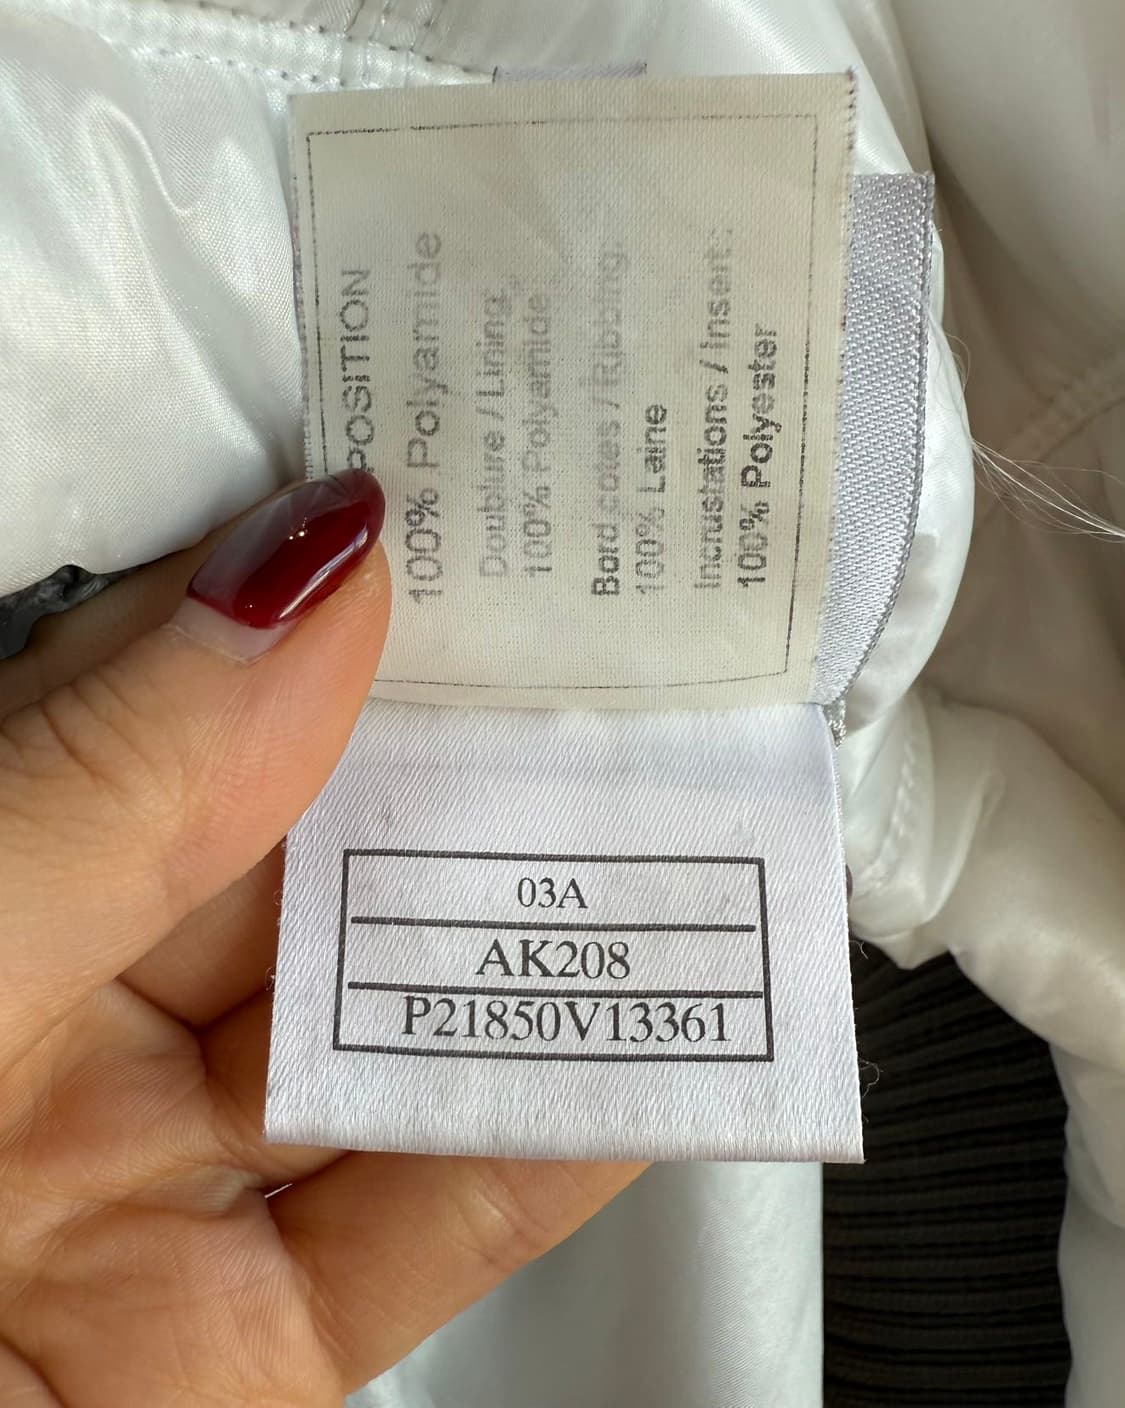 POSITION
100% Polyamide
Doublure / Lining:
100% Polyamide
Bord cotes / Ribbing:
100% Laine
Incrustations / Insert:
100% Polyester
03A
AK208
P21850V13361